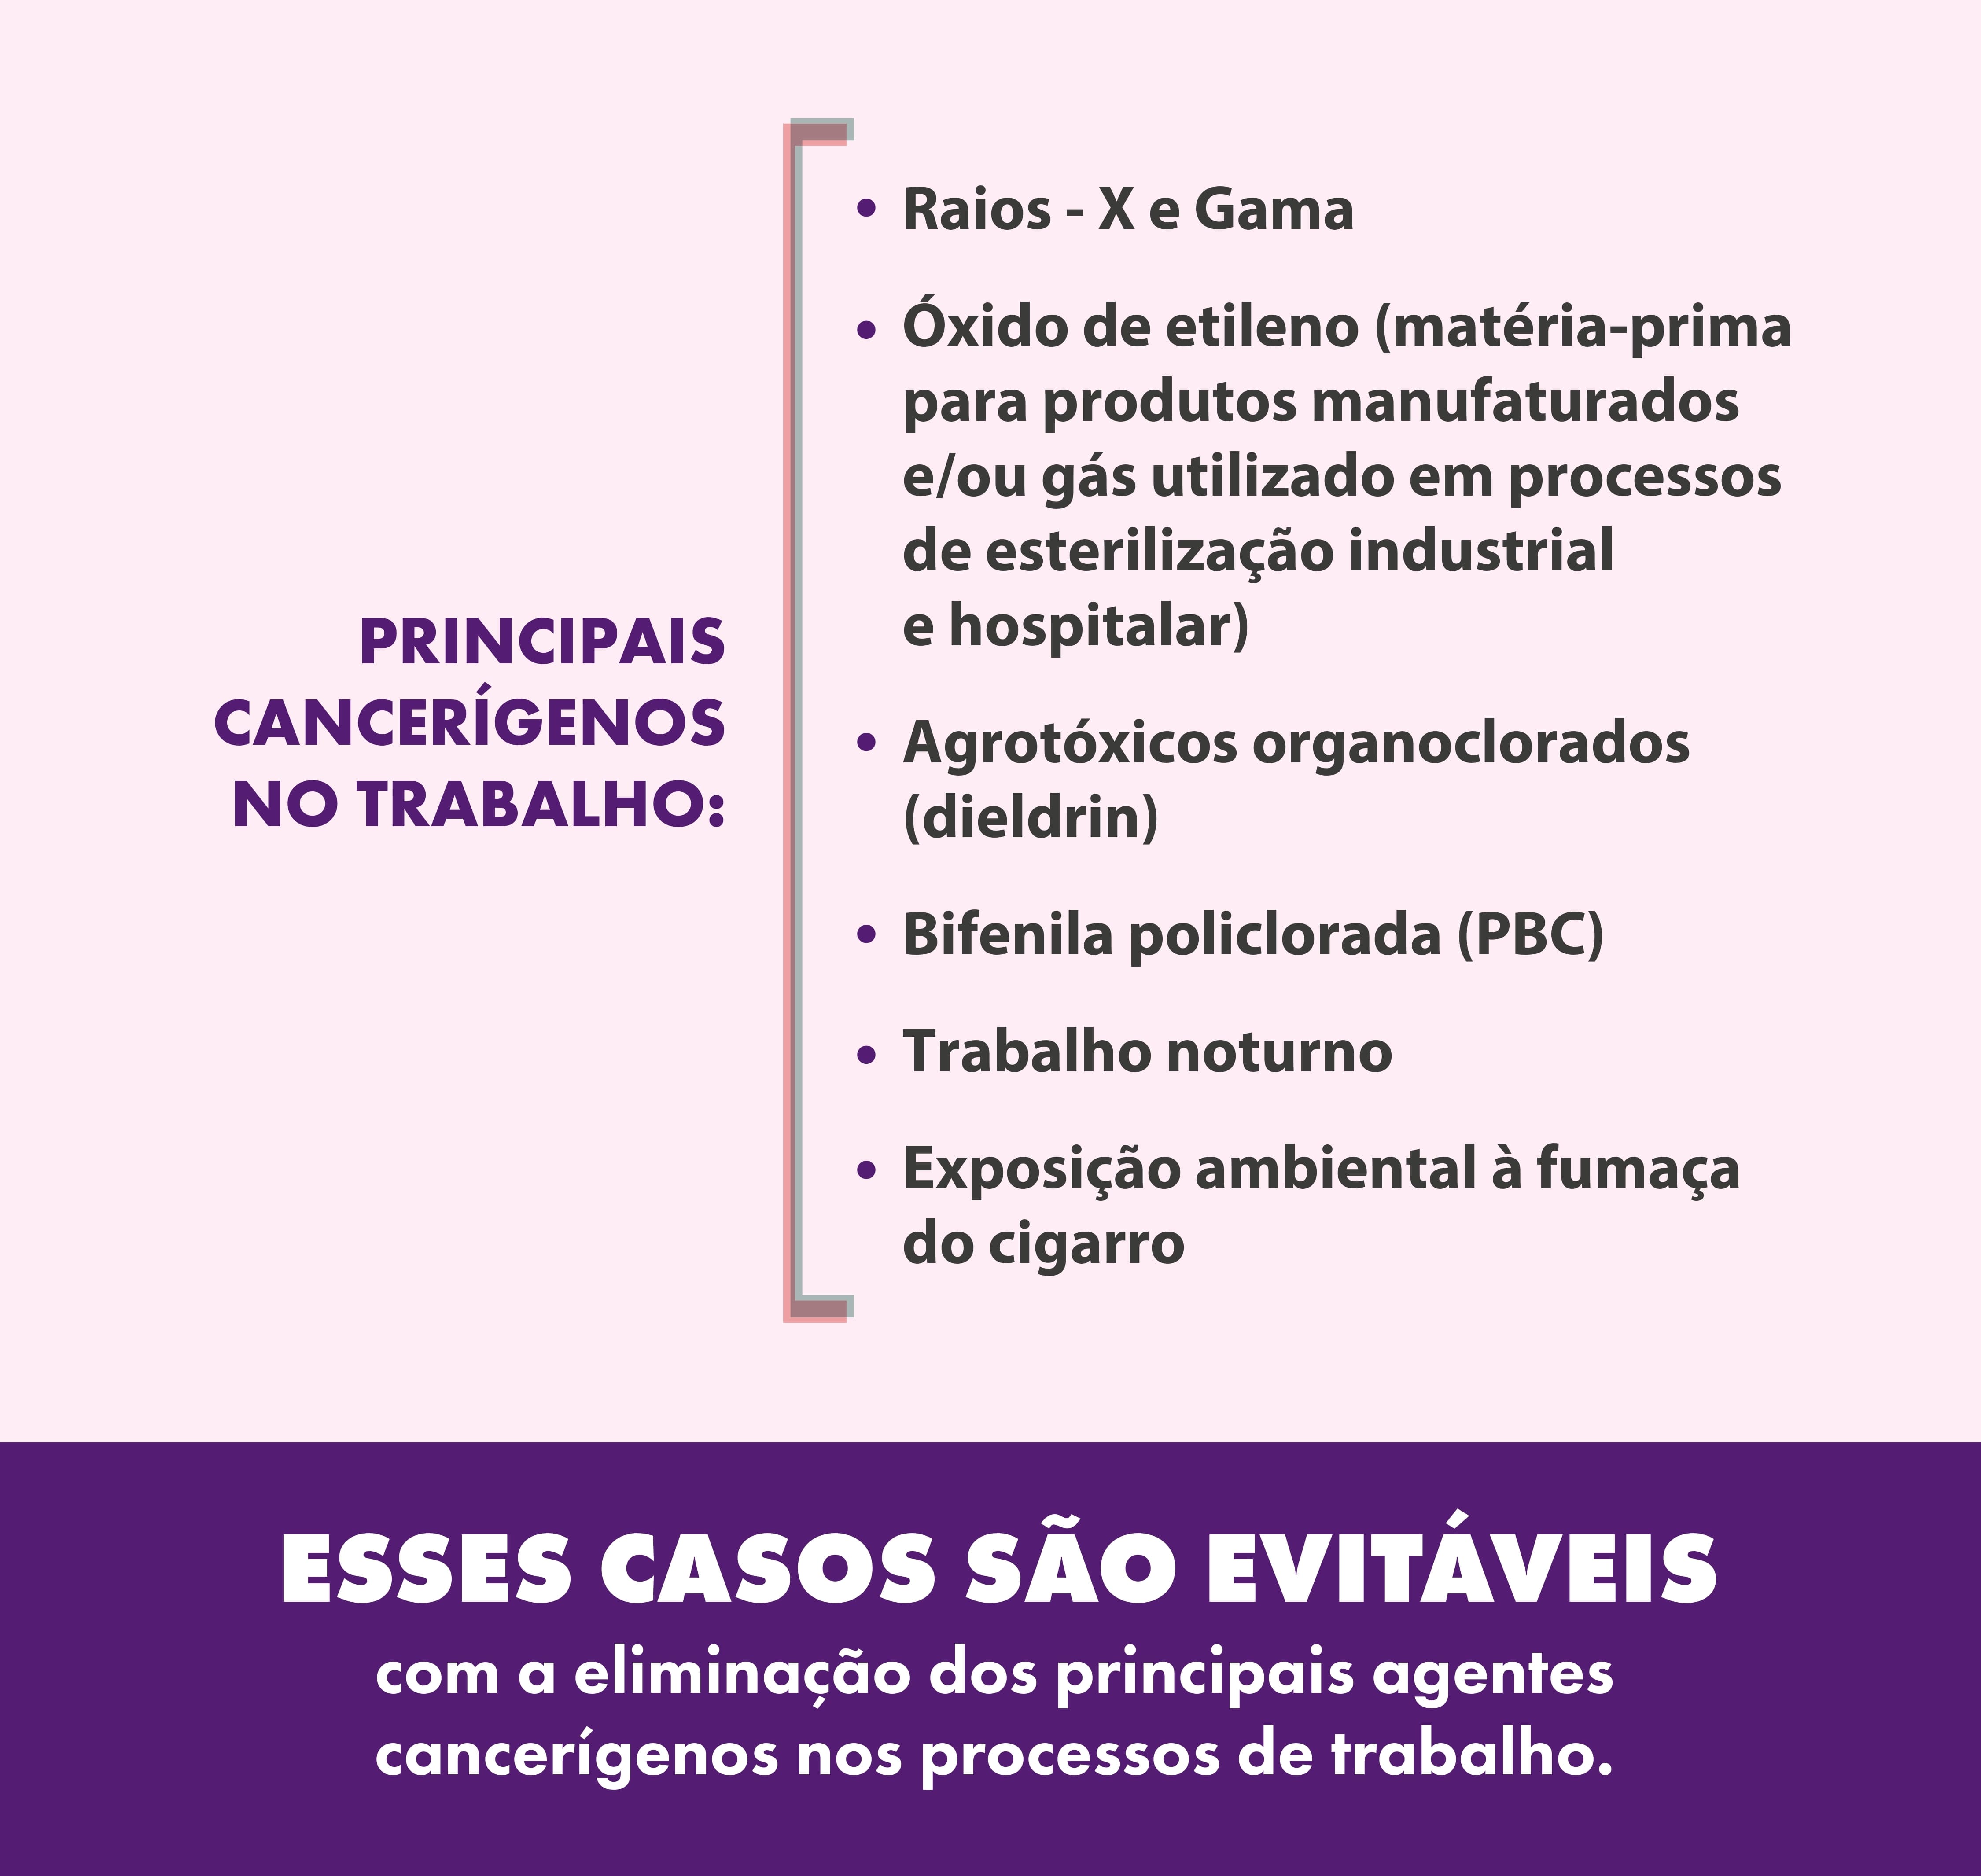 PRINCIPAIS
CANCERÍGENOS
NO TRABALHO:
• Raios - X e Gama
• Óxido de etileno (matéria-prima
para produtos manufaturados
e/ou gás utilizado em processos
de esterilização industrial
e hospitalar)
• Agrotóxicos organoclorados
(dieldrin)
• Bifenila policlorada (PBC)
• Trabalho noturno
• Exposição ambiental à fumaça
do cigarro
ESSES CASOS SÃO EVITÁVEIS
com a eliminação dos principais agentes
cancerígenos nos processos de trabalho.